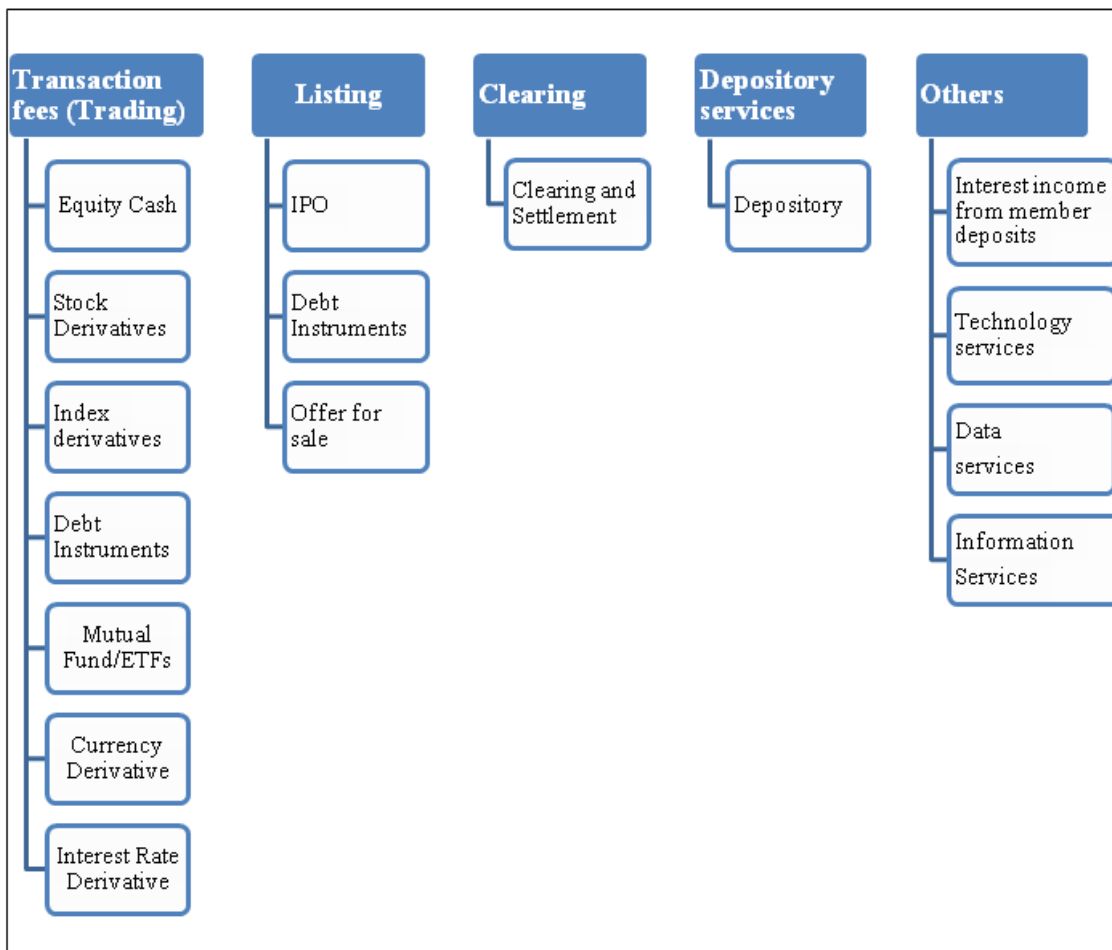 Transaction
fees (Trading)
Equity Cash
Stock
Derivatives
Index
derivatives
Debt
Instruments
Mutual
Fund/ETFs
Currency
Derivative
Interest Rate
Derivative
Listing
IPO
Debt
Instruments
Offer for
sale
Clearing
Clearing and
Settlement
Depository
services
Depository
Others
Interest income
from member
deposits
Technology
services
Data
services
Information
Services